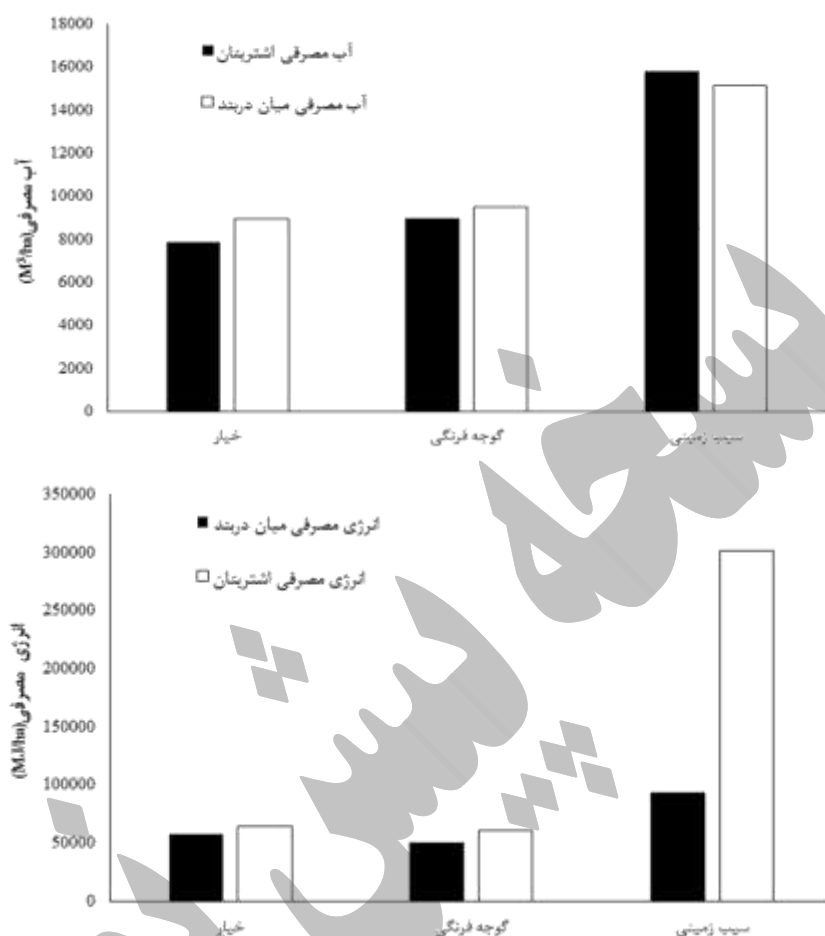 18000
16000
14000
12000
10000
8000
6000
4000
2000
0
آب مصرفی(M³/ha)
آب مصرفی اشترینان
آب مصرفی میان دربند
خیار
گوجه فرنگی
سیب زمینی
350000
300000
250000
200000
150000
100000
50000
0
انرژی مصرفی(MJ/ha)
انرژی مصرفی میان دربند
انرژی مصرفی اشترینان
خیار
گوجه فرنگی
سیب زمینی